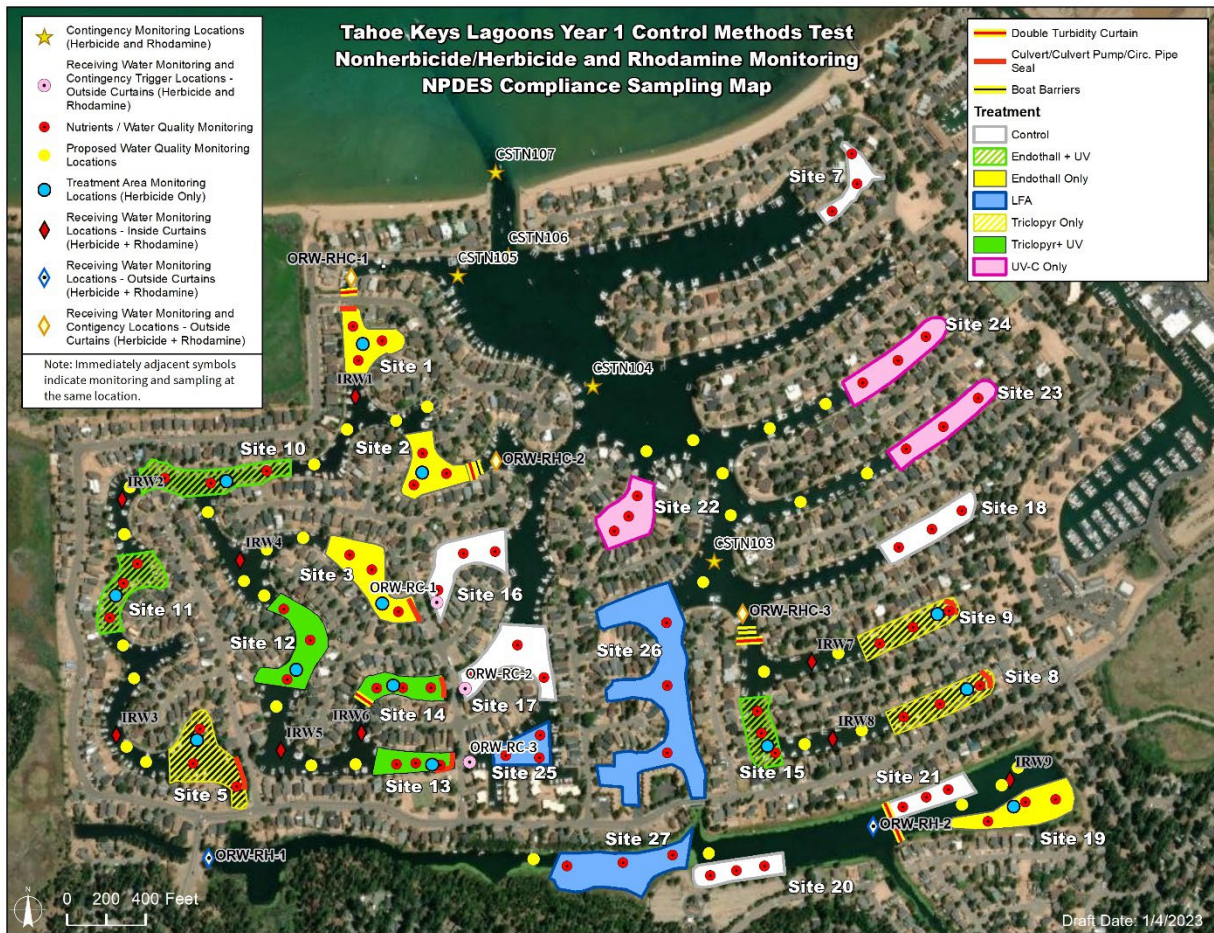 Tahoe Keys Lagoons Year 1 Control Methods Test
Nonherbicide/Herbicide and Rhodamine Monitoring
NPDES Compliance Sampling Map
Contingency Monitoring Locations
(Herbicide and Rhodamine)
Receiving Water Monitoring and
Contingency Trigger Locations -
Outside Curtains (Herbicide and
Rhodamine)
Nutrients / Water Quality Monitoring
Proposed Water Quality Monitoring
Locations
Treatment Area Monitoring
Locations (Herbicide Only)
Receiving Water Monitoring
Locations - Inside Curtains
(Herbicide + Rhodamine)
Receiving Water Monitoring
Locations - Outside Curtains
(Herbicide + Rhodamine)
Receiving Water Monitoring and
Contigency Locations - Outside
Curtains (Herbicide + Rhodamine)
Note: Immediately adjacent symbols
indicate monitoring and sampling at
the same location.
Double Turbidity Curtain
Culvert/Culvert Pump/Circ. Pipe
Seal
Boat Barriers
Treatment
Control
Endothall + UV
Endothall Only
LFA
Triclopyr Only
Triclopyr+ UV
UV-C Only
CSTN107
Site 7
CSTN106
ORW-RHC-1
CSTN105
Site 24
Site 1
CSTN104
IRW1
Site 23
Site 2
Site 10
ORW-RHC-2
IRW2
Site 22
Site 18
IRW4
CSTN103
Site 3
ORW-RC-1
Site 16
Site 11
ORW-RHC-3
Site 9
Site 12
Site 26
IRW7
ORW-RC-2
Site 8
Site 14
Site 17
IRW6
IRW3
IRW5
IRW8
ORW-RC-3
Site 25
Site 15
Site 13
Site 21
IRW9
Site 5
ORW-RH-2
Site 19
Site 27
ORW-RH-1
Site 20
N
0 200 400 Feet
Draft Date: 1/4/2023